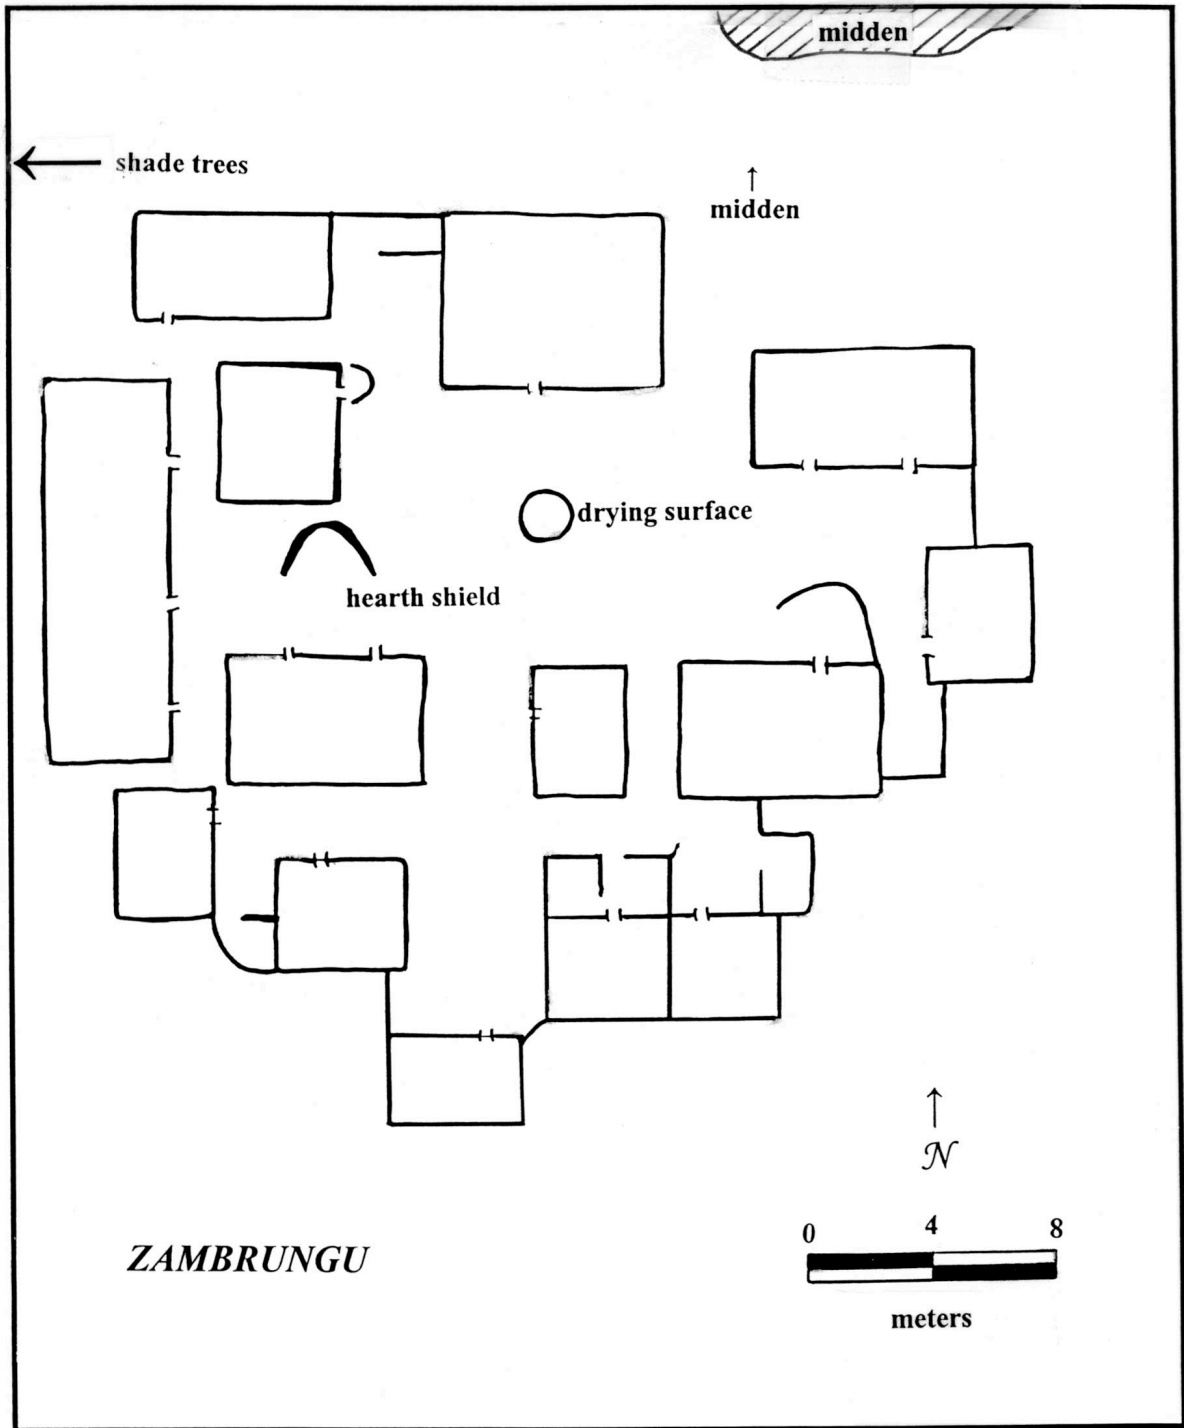 midden
shade trees
midden
drying surface
hearth shield
N
0 4 8
ZAMBRUNGU
meters